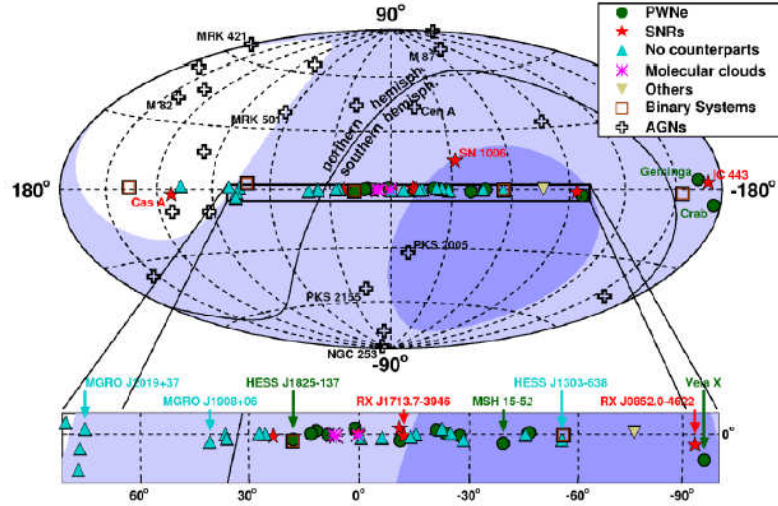 90°
MRK 421
M 87
M 82
MRK 501
Cen A
northern hemisph.
southern hemisph.
SN 1006
180°
-180°
Cas A
Geminga
IC 443
Crab
PKS 2005
PKS 2155
NGC 253
-90°
PWNe
SNRs
No counterparts
Molecular clouds
Others
Binary Systems
AGNs
MGRO J2019+37
HESS J1825-137
HESS J1303-638
Vela X
MGRO J1908+06
RX J1713.7-3946
MSH 15-52
RX J0852.0-4622
0°
60° 30° 0° -30° -60° -90°